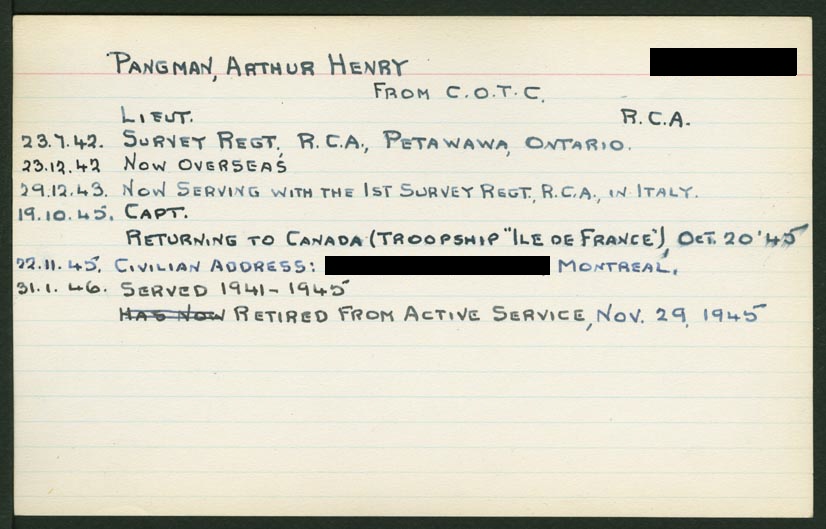 PANGMAN, ARTHUR HENRY
FROM C.O.T.C.
LIEUT. R.C.A.
23.7.42. SURVEY REGT., R.C.A., PETAWAWA, ONTARIO.
23.12.42 NOW OVERSEAS
29.12.43. NOW SERVING WITH THE 1ST SURVEY REGT., R.C.A., IN ITALY.
19.10.45. CAPT.
RETURNING TO CANADA (TROOPSHIP "ILE DE FRANCE"), OCT. 20 '45
22.11.45. CIVILIAN ADDRESS: MONTREAL.
31.1.46. SERVED 1941-1945
HAS NOW RETIRED FROM ACTIVE SERVICE, NOV. 29, 1945